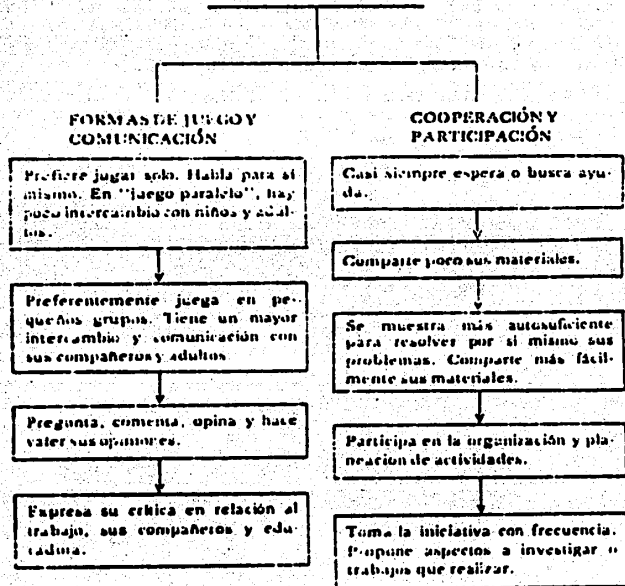 FORMAS DE JUEGO Y
COMUNICACIÓN
Prefiere jugar solo. Habla para sí
mismo. En "juego paralelo", hay
poco intercambio con niños y adul-
tos.
Preferentemente juega en pe-
queños grupos. Tiene un mayor
intercambio y comunicación con
sus compañeros y adultos
Pregunta, comenta, opina y hace
valer sus opiniones.
Expresa su crítica en relación al
trabajo, sus compañeros y edu-
cadora.
COOPERACIÓN Y
PARTICIPACIÓN
Casi siempre espera o busca ayu-
da.
Comparte poco sus materiales.
Se muestra más autosuficiente
para resolver por sí mismo sus
problemas. Comparte más fácil-
mente sus materiales.
Participa en la organización y pla-
neación de actividades.
Toma la iniciativa con frecuencia.
Propone aspectos a investigar o
trabajos que realizar.